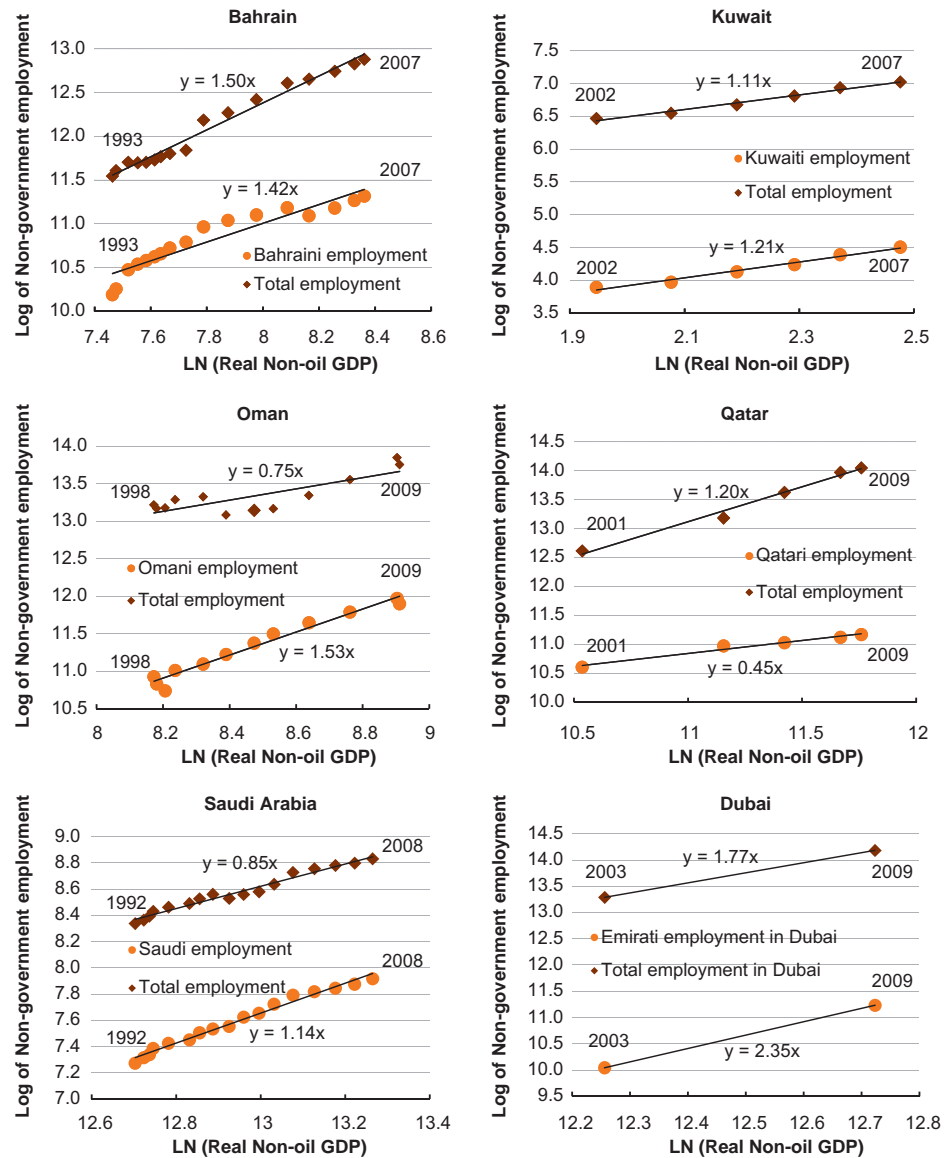 Bahrain
Log of Non-government employment
13.0
12.5
12.0
11.5
11.0
10.5
10.0
y = 1.50x
2007
1993
y = 1.42x
2007
1993
Bahraini employment
Total employment
7.4 7.6 7.8 8 8.2 8.4 8.6
LN (Real Non-oil GDP)
Kuwait
Log of Non-government employment
7.5
7.0
6.5
6.0
5.5
5.0
4.5
4.0
3.5
2002
y = 1.11x
2007
Kuwaiti employment
Total employment
2002
y = 1.21x
2007
1.9 2.1 2.3 2.5
LN (Real Non-oil GDP)
Oman
Log of Non-government employment
14.0
13.5
13.0
12.5
12.0
11.5
11.0
10.5
1998
y = 0.75x
2009
Omani employment
Total employment
2009
1998
y = 1.53x
8 8.2 8.4 8.6 8.8 9
LN (Real Non-oil GDP)
Qatar
Log of Non-government employment
14.5
14.0
13.5
13.0
12.5
12.0
11.5
11.0
10.5
10.0
2001
y = 1.20x
2009
Qatari employment
Total employment
2001
y = 0.45x
2009
10.5 11 11.5 12
LN (Real Non-oil GDP)
Saudi Arabia
Log of Non-government employment
9.0
8.8
8.6
8.4
8.2
8.0
7.8
7.6
7.4
7.2
7.0
1992
y = 0.85x
2008
Saudi employment
Total employment
2008
1992
y = 1.14x
12.6 12.8 13 13.2 13.4
LN (Real Non-oil GDP)
Dubai
Log of Non-government employment
14.5
14.0
13.5
13.0
12.5
12.0
11.5
11.0
10.5
10.0
9.5
2003
y = 1.77x
2009
Emirati employment in Dubai
Total employment in Dubai
2009
2003
y = 2.35x
12.2 12.3 12.4 12.5 12.6 12.7 12.8
LN (Real Non-oil GDP)